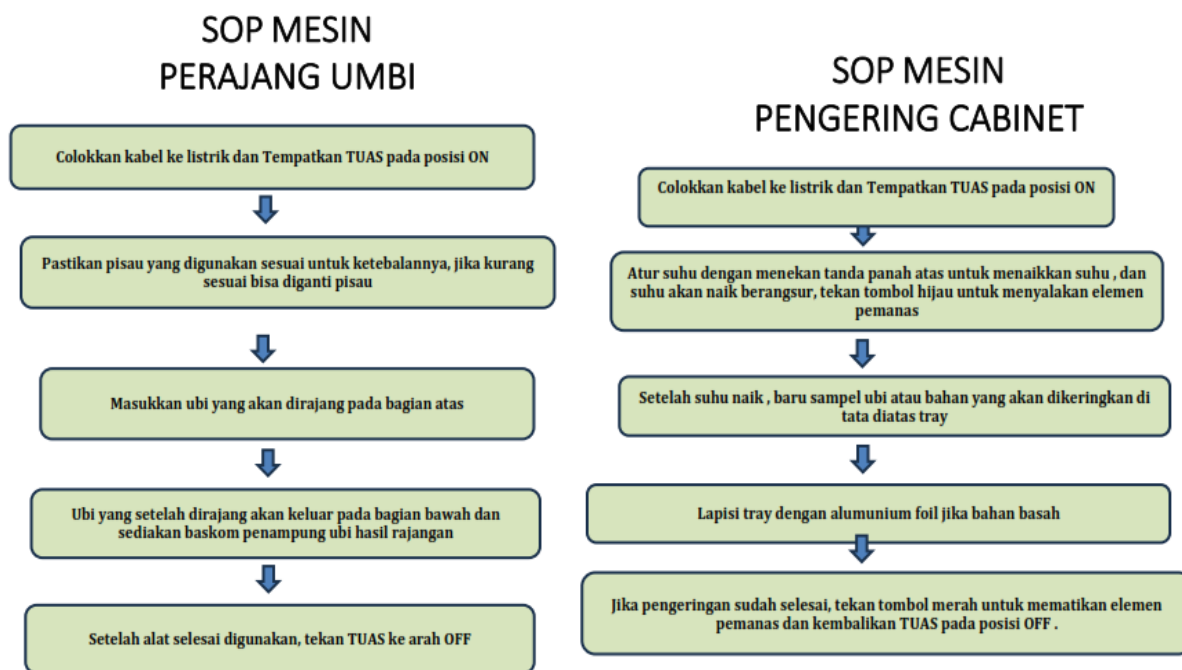 SOP MESIN
PERAJANG UMBI
Colokkan kabel ke listrik dan Tempatkan TUAS pada posisi ON
Pastikan pisau yang digunakan sesuai untuk ketebalannya, jika kurang
sesuai bisa diganti pisau
Masukkan ubi yang akan dirajang pada bagian atas
Ubi yang setelah dirajang akan keluar pada bagian bawah dan
sediakan baskom penampung ubi hasil rajangan
Setelah alat selesai digunakan, tekan TUAS ke arah OFF
SOP MESIN
PENGERING CABINET
Colokkan kabel ke listrik dan Tempatkan TUAS pada posisi ON
Atur suhu dengan menekan tanda panah atas untuk menaikkan suhu , dan
suhu akan naik berangsur, tekan tombol hijau untuk menyalakan elemen
pemanas
Setelah suhu naik , baru sampel ubi atau bahan yang akan dikeringkan di
tata diatas tray
Lapisi tray dengan alumunium foil jika bahan basah
Jika pengeringan sudah selesai, tekan tombol merah untuk mematikan elemen
pemanas dan kembalikan TUAS pada posisi OFF .